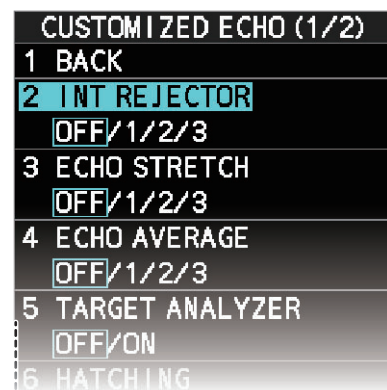 CUSTOMIZED ECHO (1/2)
1 BACK
2 INT REJECTOR
OFF/1/2/3
3 ECHO STRETCH
OFF/1/2/3
4 ECHO AVERAGE
OFF/1/2/3
5 TARGET ANALYZER
OFF/ON
6 HATCHING